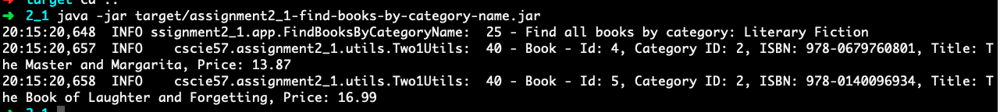 ➜ target cd ..
➜ 2_1 java -jar target/assignment2_1-find-books-by-category-name.jar
20:15:20,648  INFO ssignment2_1.app.FindBooksByCategoryName:  25 - Find all books by category: Literary Fiction
20:15:20,657  INFO    cscie57.assignment2_1.utils.Two1Utils:  40 - Book - Id: 4, Category ID: 2, ISBN: 978-0679760801, Title: T
he Master and Margarita, Price: 13.87
20:15:20,658  INFO    cscie57.assignment2_1.utils.Two1Utils:  40 - Book - Id: 5, Category ID: 2, ISBN: 978-0140096934, Title: T
he Book of Laughter and Forgetting, Price: 16.99
➜ 2_1